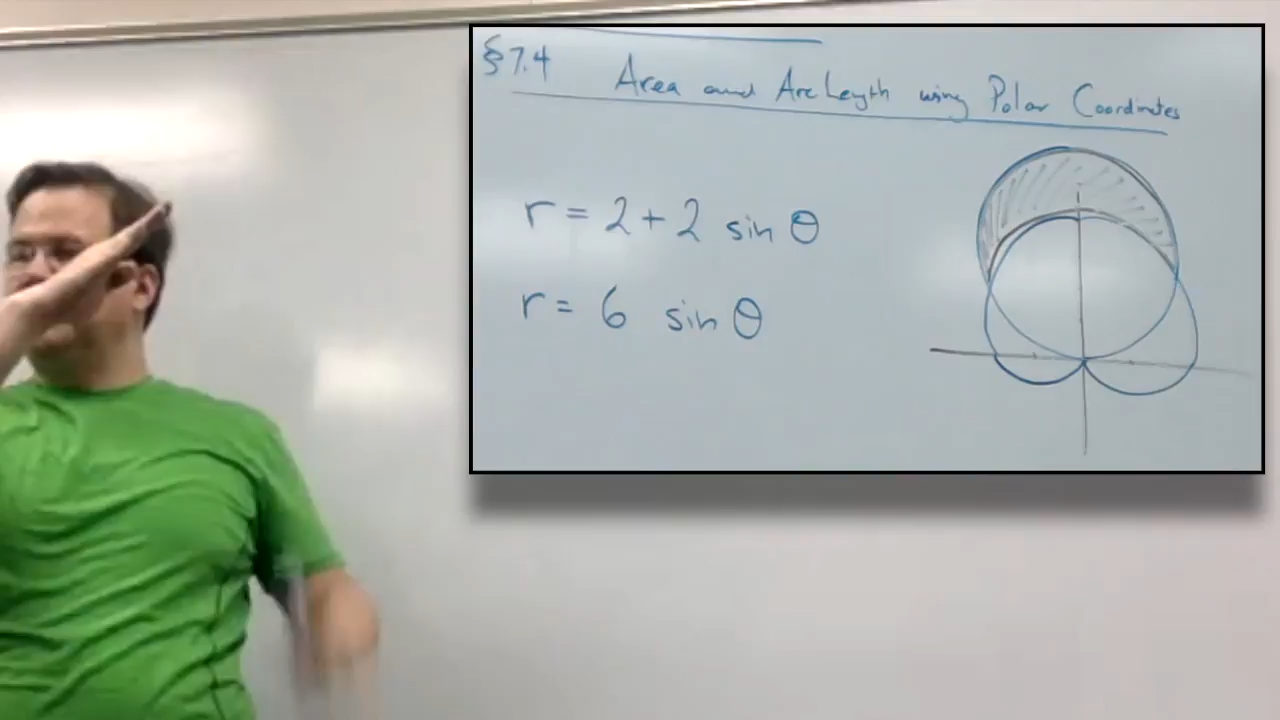 §7.4 Area and Arc Length using Polar Coordinates
r = 2 + 2 sin θ
r = 6 sin θ